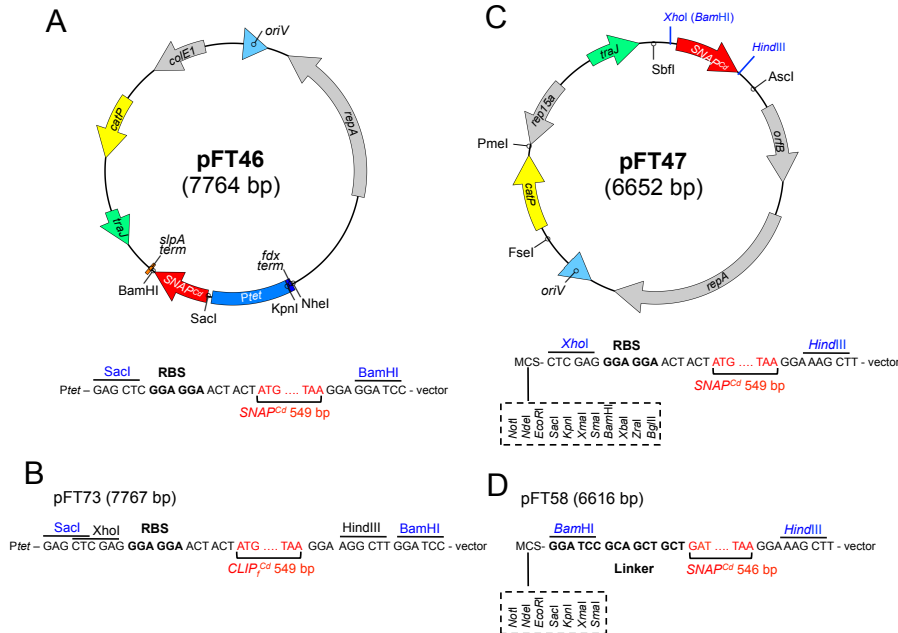 A
oriV
colE1
repA
catP
pFT46
(7764 bp)
traJ
slpA
term
fdx
term
BamHI
SNAPCd
Ptet
SacI
KpnI
NheI
SacI
RBS
BamHI
Ptet – GAG CTC GGA GGA ACT ACT ATG .... TAA GGA GGA TCC - vector
SNAPCd 549 bp
B
pFT73 (7767 bp)
SacI
XhoI
RBS
HindIII
BamHI
Ptet – GAG CTC GAG GGA GGA ACT ACT ATG .... TAA GGA AGG CTT GGA TCC - vector
CLIPfCd 549 bp
C
XhoI (BamHI)
HindIII
traJ
SbfI
SNAPCd
AscI
rep15a
PmeI
orfB
pFT47
(6652 bp)
catP
FseI
oriV
repA
XhoI
RBS
HindIII
MCS- CTC GAG GGA GGA ACT ACT ATG .... TAA GGA AAG CTT - vector
SNAPCd 549 bp
NotI
NdeI
EcoRI
SacI
KpnI
XmaI
SmaI
BamHI
XbaI
ZraI
BglII
D
pFT58 (6616 bp)
BamHI
HindIII
MCS- GGA TCC GCA GCT GCT GAT .... TAA GGA AAG CTT - vector
Linker
SNAPCd 546 bp
NotI
NdeI
EcoRI
SacI
KpnI
XmaI
SmaI